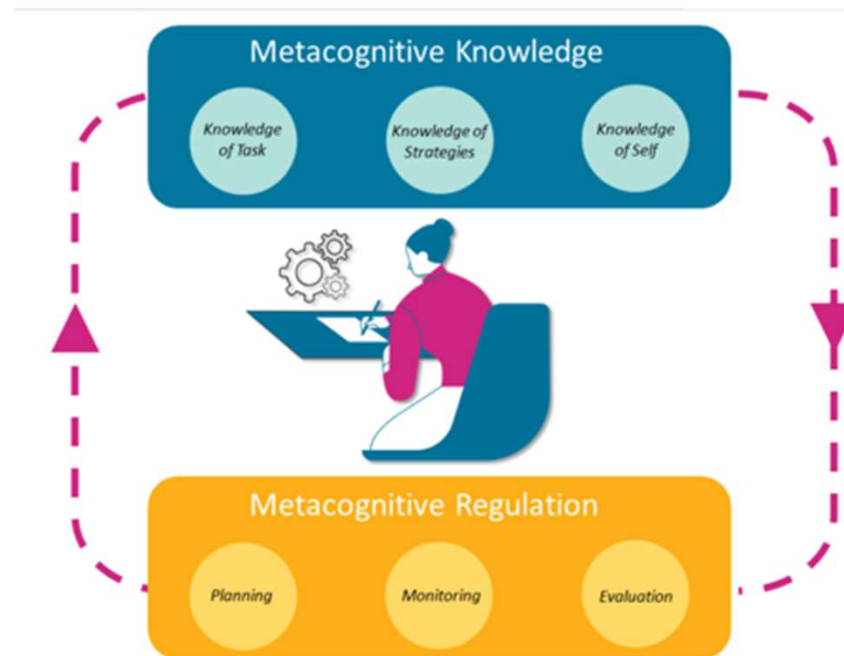 Metacognitive Knowledge
Knowledge
of Task
Knowledge of
Strategies
Knowledge
of Self
Metacognitive Regulation
Planning
Monitoring
Evaluation